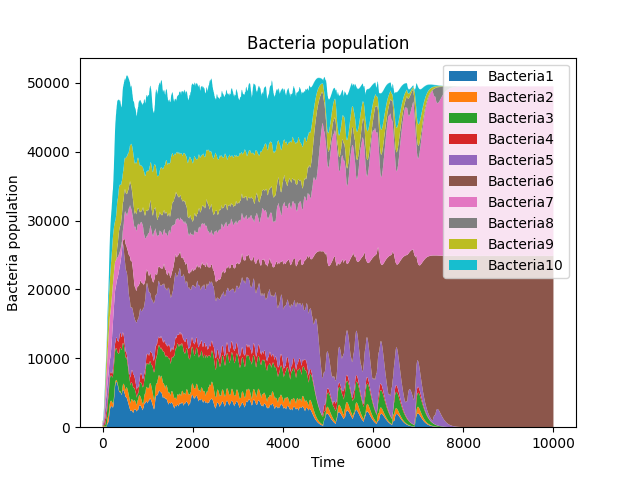 Bacteria population
Bacteria population
50000
40000
30000
20000
10000
0
0
2000
4000
6000
8000
10000
Time
Bacteria1
Bacteria2
Bacteria3
Bacteria4
Bacteria5
Bacteria6
Bacteria7
Bacteria8
Bacteria9
Bacteria10